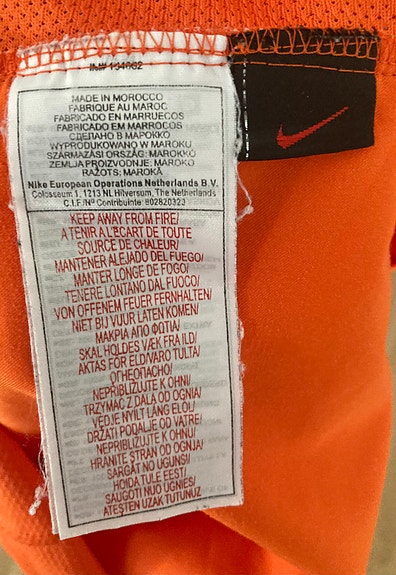 MADE IN MOROCCO
FABRIQUE AU MAROC
FABRICADO EN MARRUECOS
FABRICADO EM MARROCOS
СДЕЛАНО В МАРОККО
WYPRODUKOWANO W MAROKU
SZÁRMAZÁSI ORSZÁG: MAROKKÓ
ZEMLJA PROIZVODNJE: MAROKO
RAŽOTS: MAROKĀ
Nike European Operations Netherlands B.V.
Colosseum 1, 1213 NL Hilversum, The Netherlands
C.I.F/Nº Contribuinte: 802820323
KEEP AWAY FROM FIRE/
A TENIR A L'ECART DE TOUTE
SOURCE DE CHALEUR/
MANTENER ALEJADO DEL FUEGO/
MANTER LONGE DE FOGO/
TENERE LONTANO DAL FUOCO/
VON OFFENEM FEUER FERNHALTEN/
NIET BIJ VUUR LATEN KOMEN/
ΜΑΚΡΙΑ ΑΠΟ ΦΩΤΙΑ/
SKAL HOLDES VÆK FRA ILD/
AKTAS FÖR ELD/VARO TULTA/
ОГНЕОПАСНО/
NEPRIBLIŽUJTE K OHNI/
TRZYMAĆ Z DALA OD OGNIA/
VEDJE NYÍLT LÁNG ELŐL/
DRŽATI PODALJE OD VATRE/
NEPŘIBLIŽUJTE K OHNI/
HRANITE STRAN OD OGNJA/
SARGĀT NO UGUNS/
HOIDA TULE EEST/
SAUGOTI NUO UGNIES/
ATEŞTEN UZAK TUTUNUZ